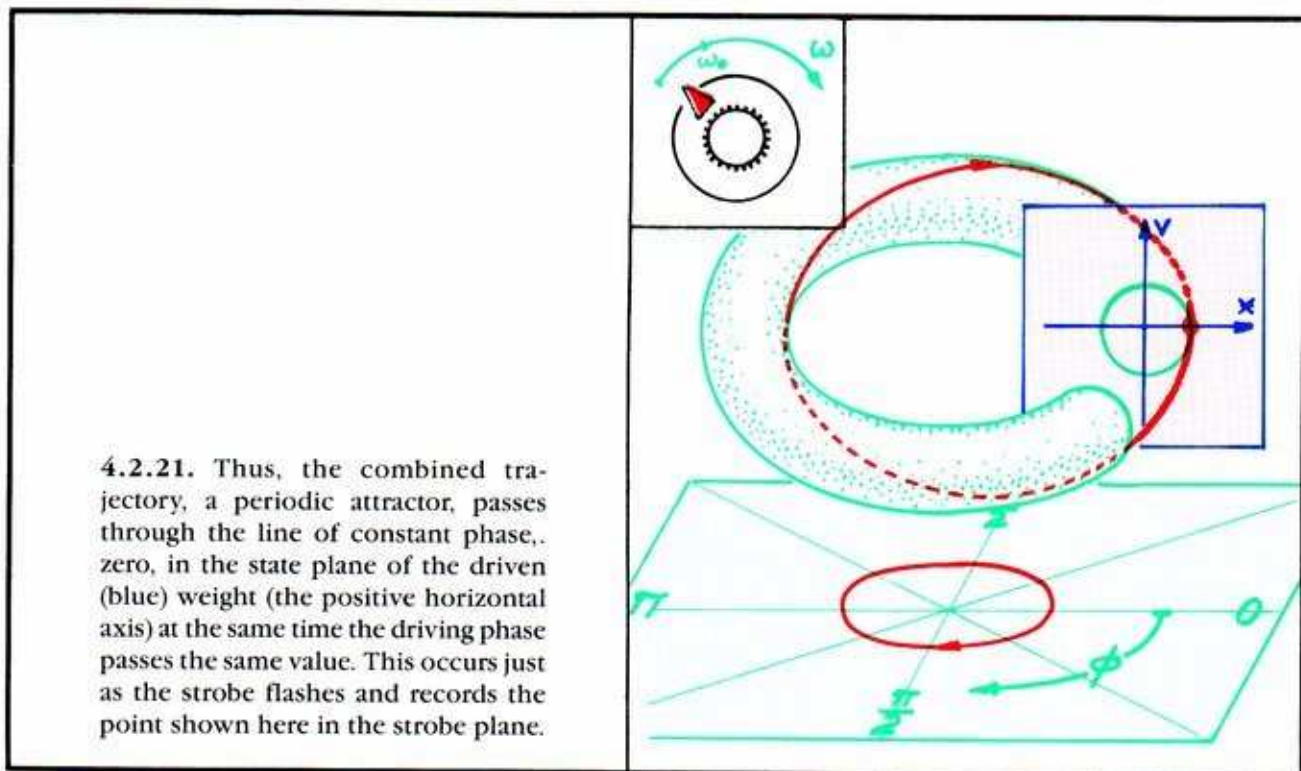 4.2.21. Thus, the combined tra-
jectory, a periodic attractor, passes
through the line of constant phase,.
zero, in the state plane of the driven
(blue) weight (the positive horizontal
axis) at the same time the driving phase
passes the same value. This occurs just
as the strobe flashes and records the
point shown here in the strobe plane.
ω₀
ω
v
x
π
0
ϕ
π/2